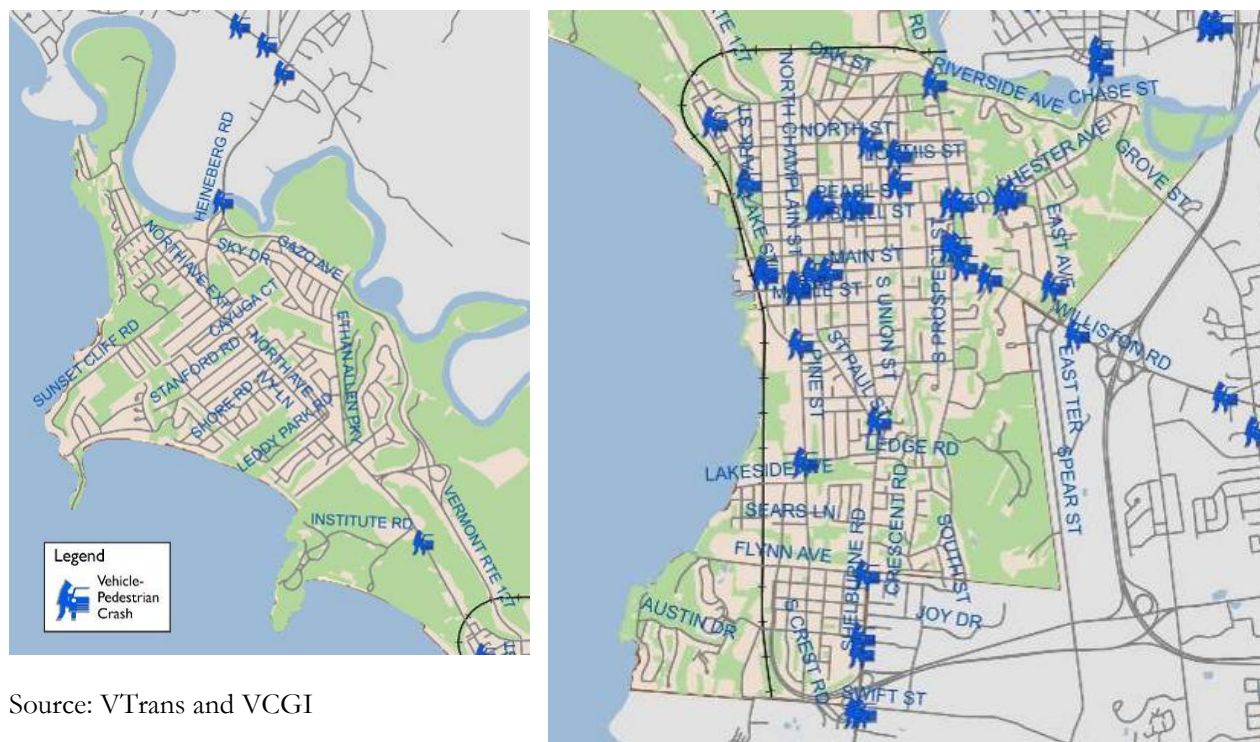 HEINEBERG RD
SKY DR
GAZO AVE
NORTH AVE EXT
CAYUGA CT
ETHAN ALLEN PKY
SUNSET CLIFF RD
STANFORD RD
NORTH AVE
IVY LN
SHORE RD
LEDDY PARK RD
INSTITUTE RD
VERMONT RTE 127
Legend
Vehicle-
Pedestrian
Crash
Source: VTrans and VCGI
OAK ST
RIVERSIDE AVE
CHASE ST
NORTH CHAMPLAIN ST
NORTH ST
COLCHESTER AVE
GROVE ST
PEARL ST
LAKE ST
EAST AVE
MAIN ST
S PROSPECT ST
S UNION ST
WILLISTON RD
ST PAUL ST
PINE ST
EAST TER
LEDGE RD
LAKESIDE AVE
SPEAR ST
SEARS LN
CRESCENT RD
FLYNN AVE
SHELBURNE RD
SOUTH ST
AUSTIN DR
JOY DR
S CREST RD
SWIFT ST